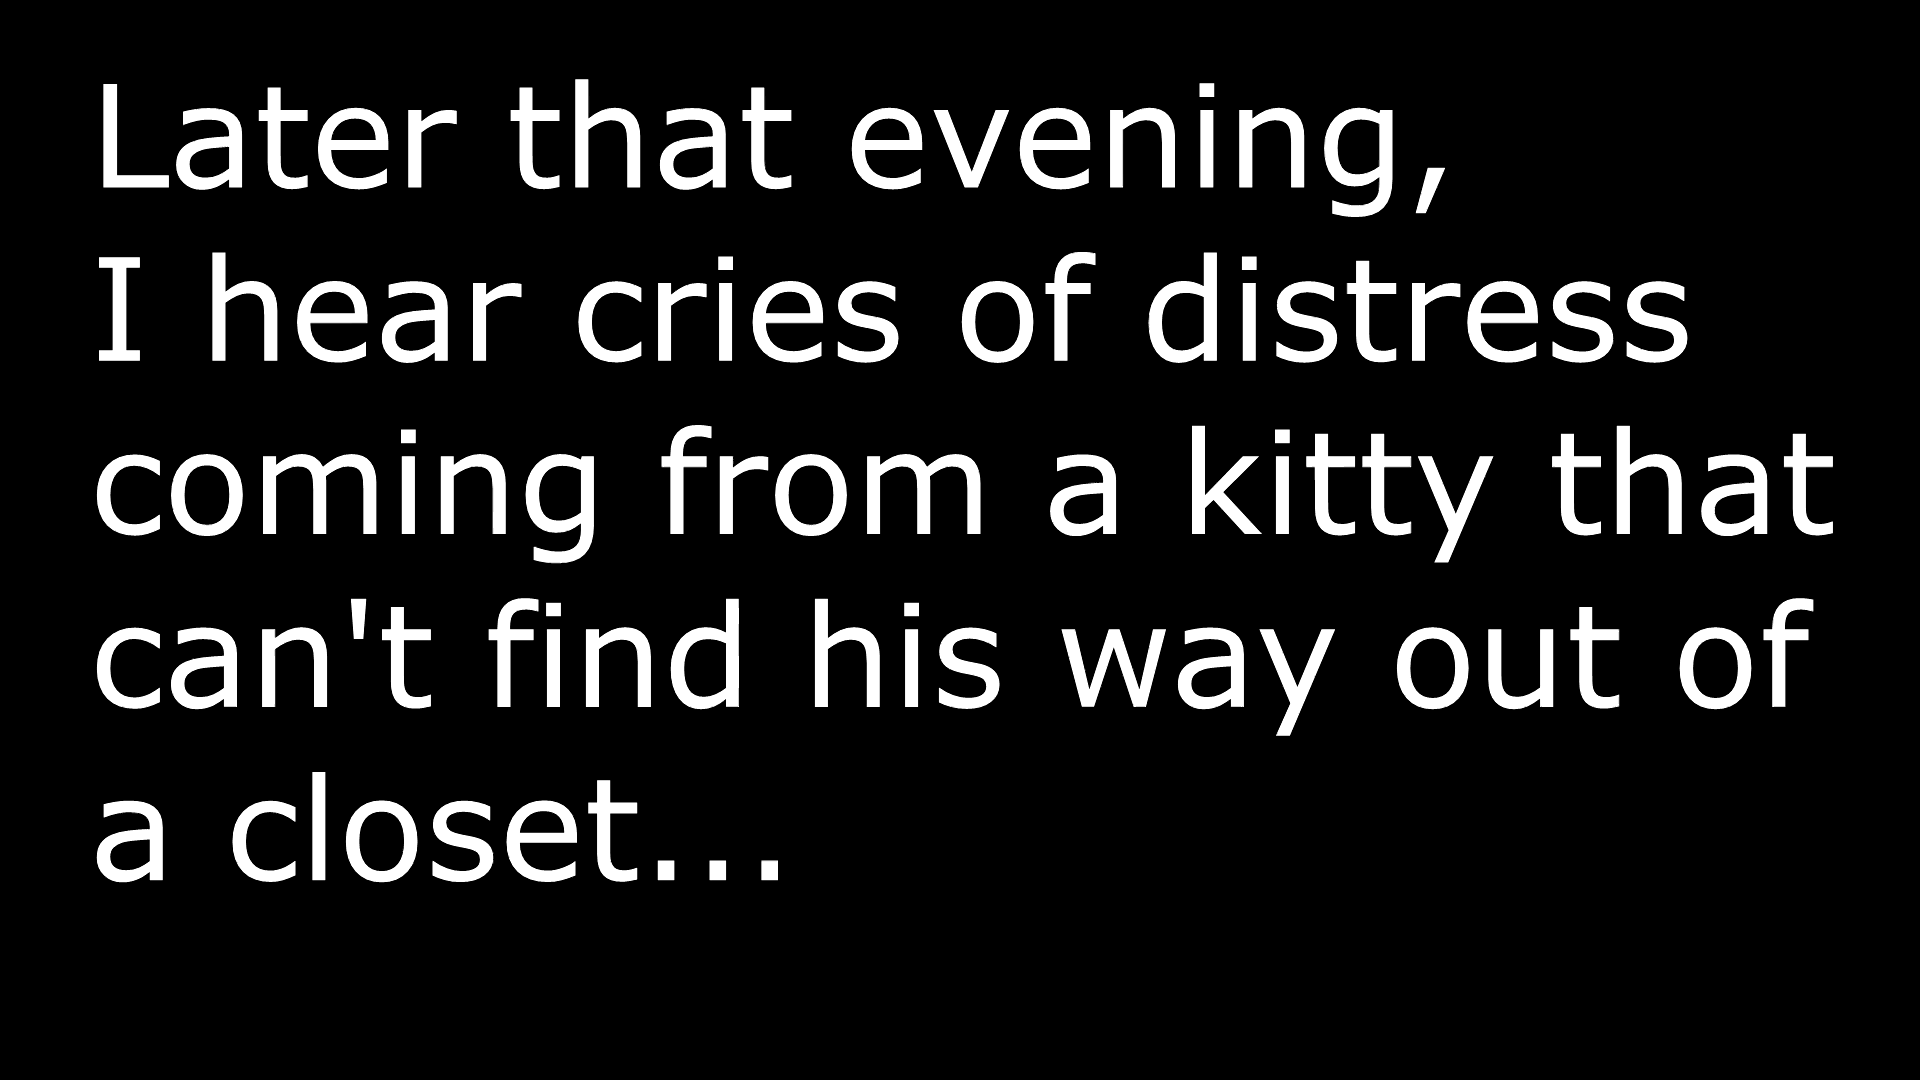 Later that evening,
I hear cries of distress
coming from a kitty that
can't find his way out of
a closet...